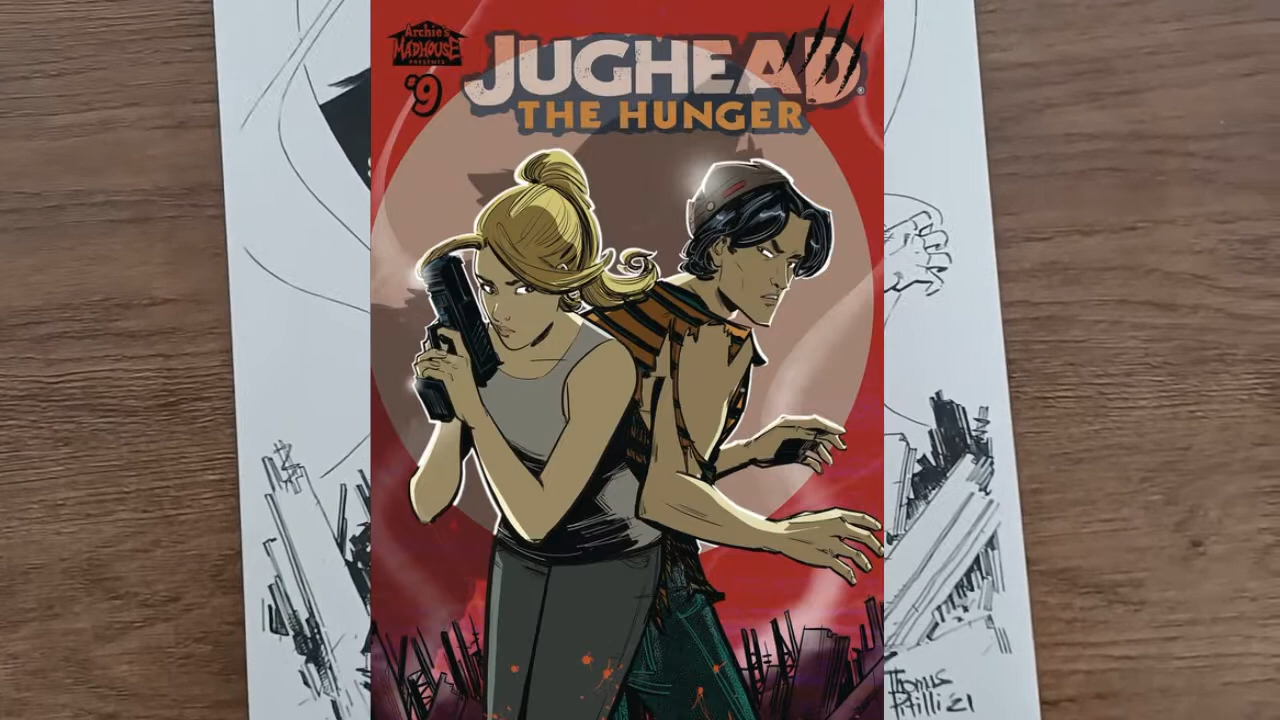 Archie's
MADHOUSE
PRESENTS
#9
JUGHEAD®
THE HUNGER
Thomas
Pitilli 21